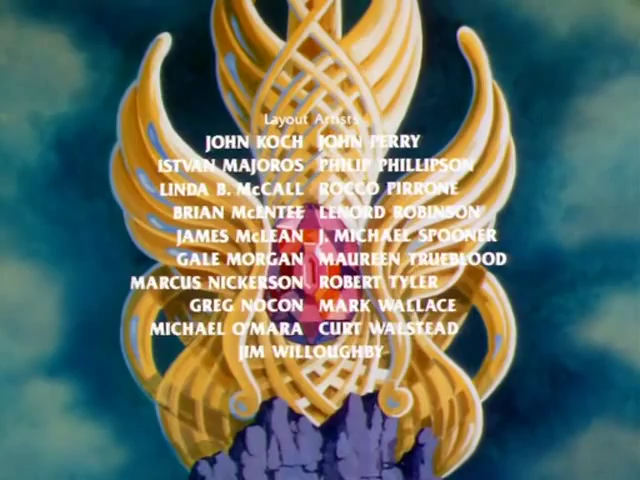 Layout Artists
JOHN KOCH JOHN PERRY
ISTVAN MAJOROS PHILIP PHILLIPSON
LINDA B. McCALL ROCCO PIRRONE
BRIAN McENTEE LENORD ROBINSON
JAMES McLEAN J. MICHAEL SPOONER
GALE MORGAN MAUREEN TRUEBLOOD
MARCUS NICKERSON ROBERT TYLER
GREG NOCON MARK WALLACE
MICHAEL O'MARA CURT WALSTEAD
JIM WILLOUGHBY